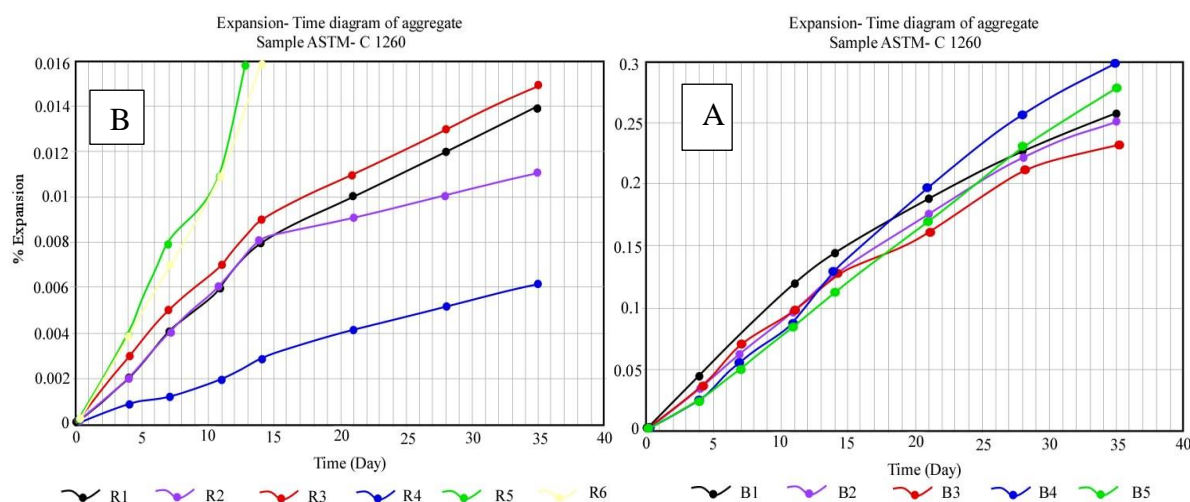 Expansion- Time diagram of aggregate
Sample ASTM- C 1260
0.016
0.014
0.012
0.01
0.008
0.006
0.004
0.002
0
% Expansion
B
0 5 10 15 20 25 30 35 40
Time (Day)
R1 R2 R3 R4 R5 R6
Expansion- Time diagram of aggregate
Sample ASTM- C 1260
0.3
0.25
0.2
0.15
0.1
0.05
0
A
0 5 10 15 20 25 30 35 40
Time (Day)
B1 B2 B3 B4 B5